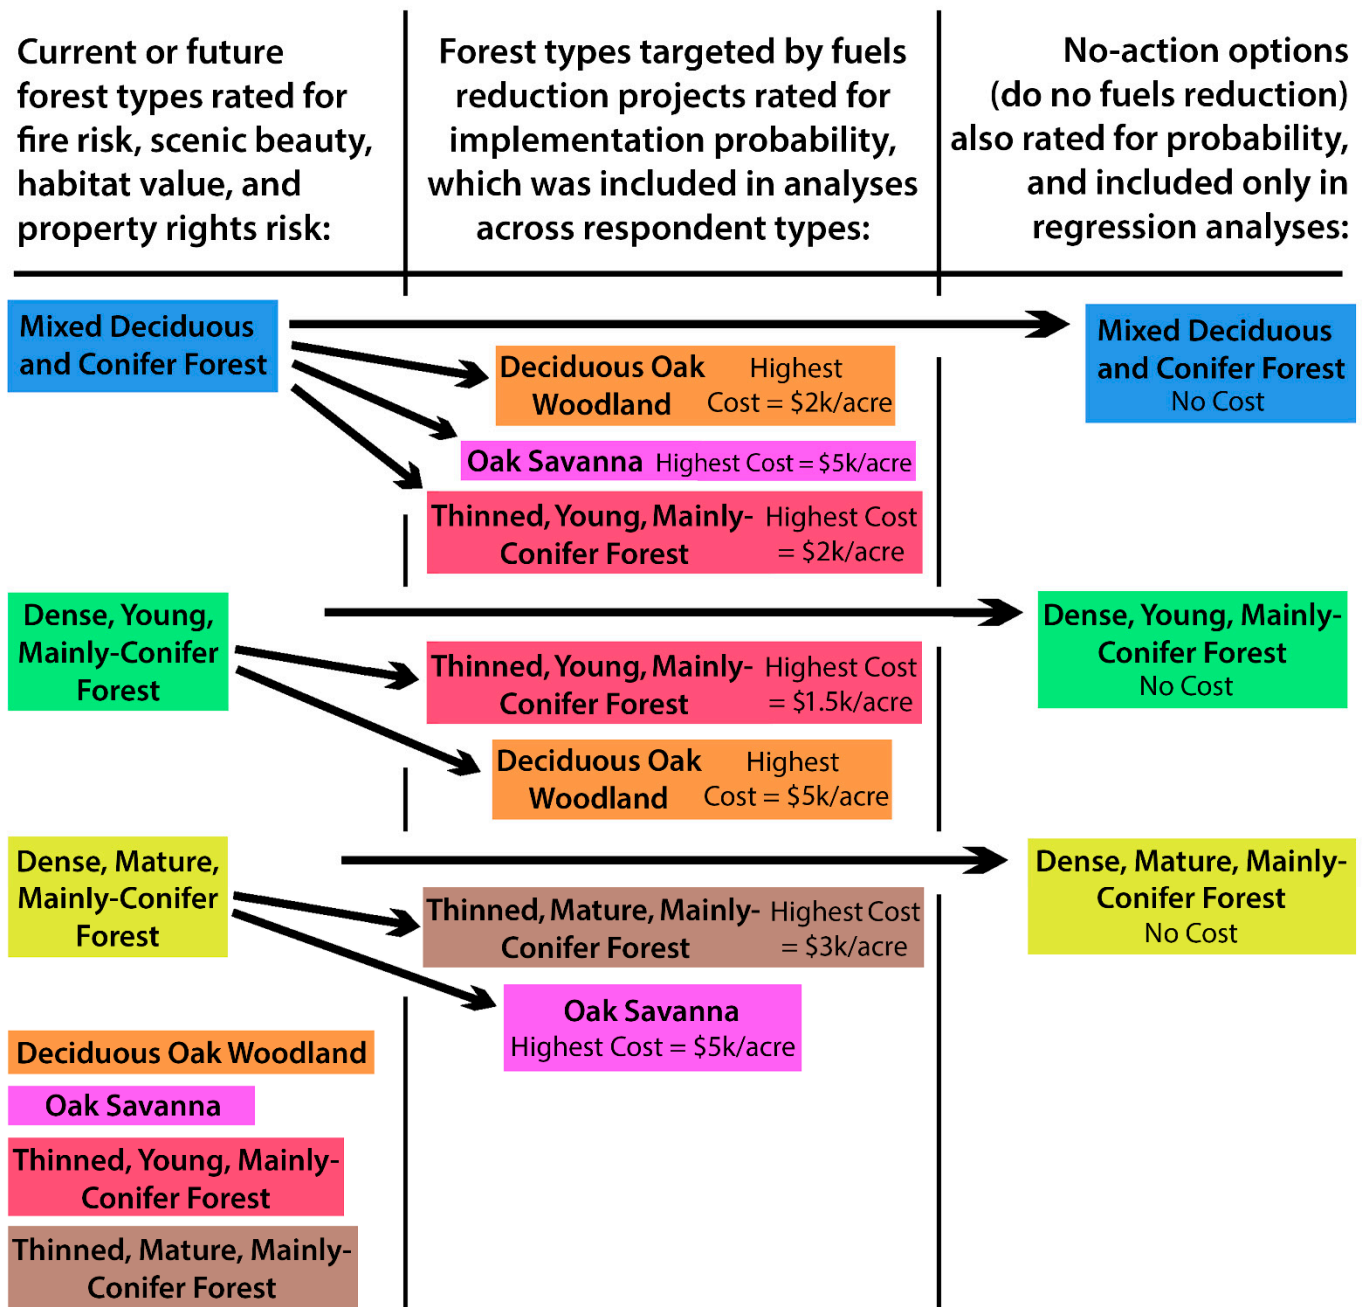 Current or future
forest types rated for
fire risk, scenic beauty,
habitat value, and
property rights risk:
Forest types targeted by fuels
reduction projects rated for
implementation probability,
which was included in analyses
across respondent types:
No-action options
(do no fuels reduction)
also rated for probability,
and included only in
regression analyses:
Mixed Deciduous
and Conifer Forest
Deciduous Oak
Woodland
Highest
Cost = $2k/acre
Oak Savanna Highest Cost = $5k/acre
Thinned, Young, Mainly-
Conifer Forest
Highest Cost
= $2k/acre
Mixed Deciduous
and Conifer Forest
No Cost
Dense, Young,
Mainly-Conifer
Forest
Thinned, Young, Mainly-
Conifer Forest
Highest Cost
= $1.5k/acre
Deciduous Oak
Woodland
Highest
Cost = $5k/acre
Dense, Young, Mainly-
Conifer Forest
No Cost
Dense, Mature,
Mainly-Conifer
Forest
Thinned, Mature, Mainly-
Conifer Forest
Highest Cost
= $3k/acre
Oak Savanna
Highest Cost = $5k/acre
Dense, Mature, Mainly-
Conifer Forest
No Cost
Deciduous Oak Woodland
Oak Savanna
Thinned, Young, Mainly-
Conifer Forest
Thinned, Mature, Mainly-
Conifer Forest